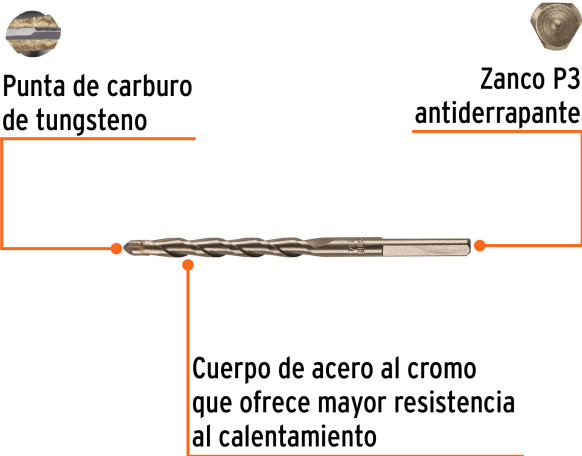 Punta de carburo
de tungsteno
Zanco P3
antiderrapante
Cuerpo de acero al cromo
que ofrece mayor resistencia
al calentamiento